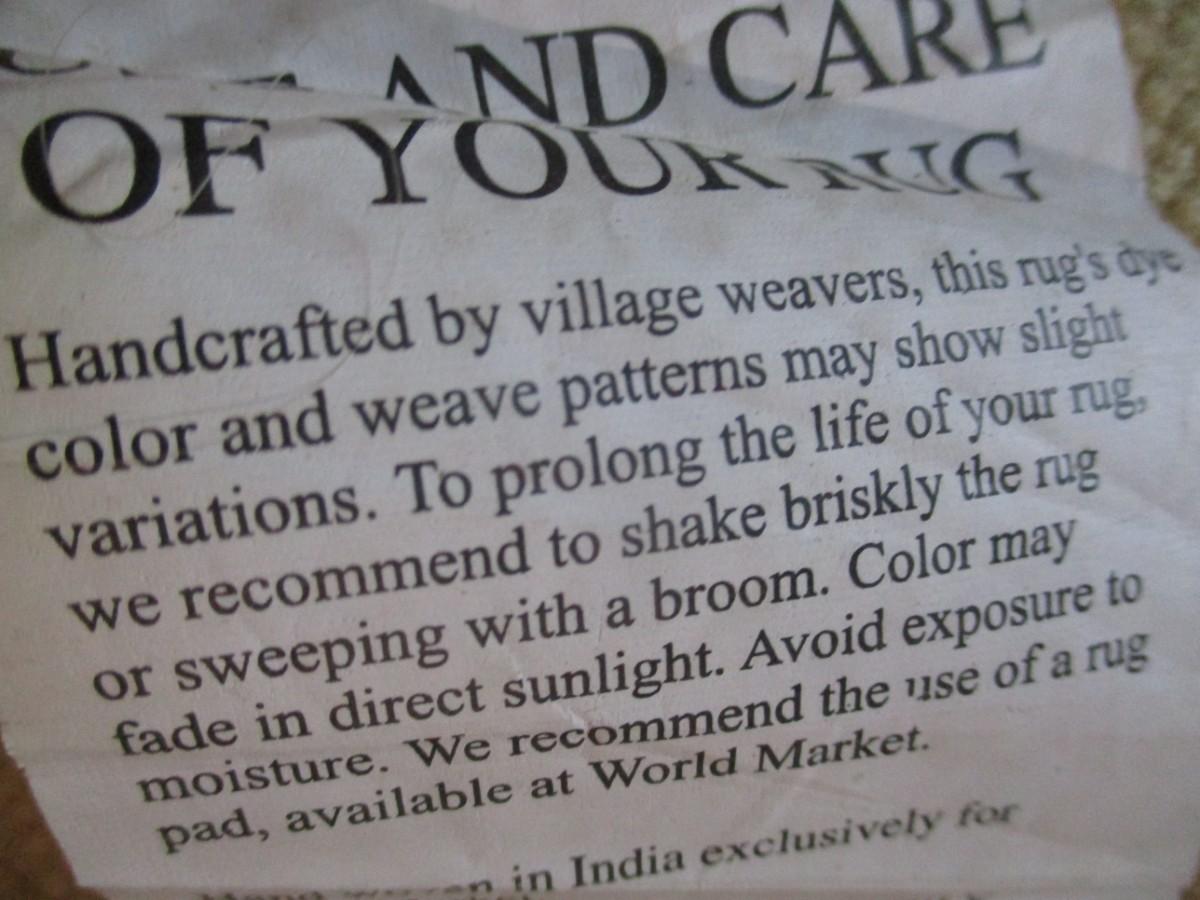 AND CARE
OF YOUR RUG
Handcrafted by village weavers, this rug's dye
color and weave patterns may show slight
variations. To prolong the life of your rug,
we recommend to shake briskly the rug
or sweeping with a broom. Color may
fade in direct sunlight. Avoid exposure to
moisture. We recommend the use of a rug
pad, available at World Market.
in India exclusively for